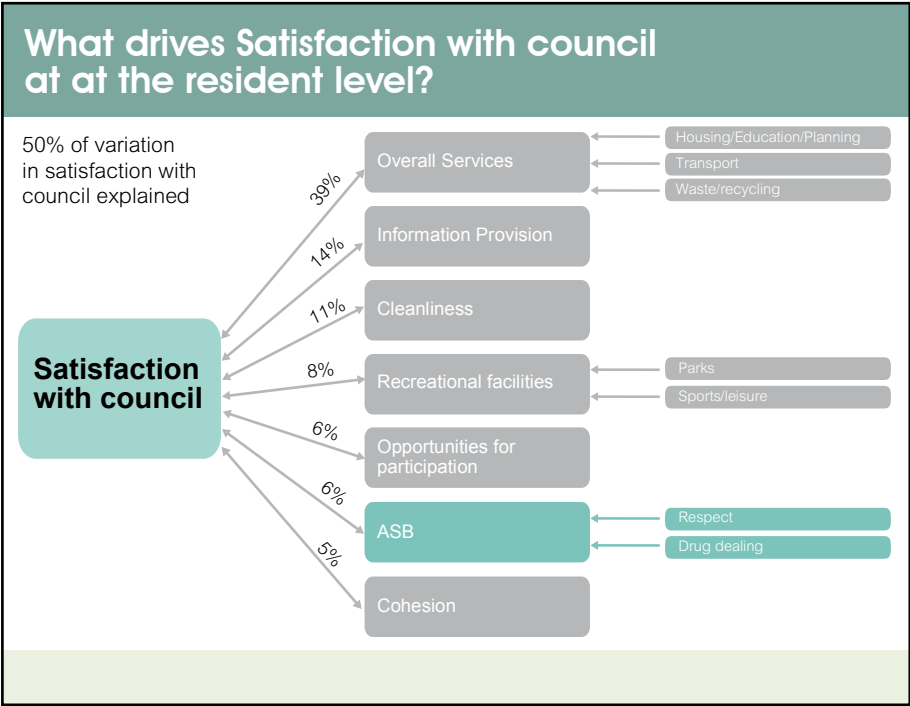 What drives Satisfaction with council
at at the resident level?
50% of variation
in satisfaction with
council explained
Satisfaction
with council
39%
14%
11%
8%
6%
6%
5%
Overall Services
Information Provision
Cleanliness
Recreational facilities
Opportunities for
participation
ASB
Cohesion
Housing/Education/Planning
Transport
Waste/recycling
Parks
Sports/leisure
Respect
Drug dealing